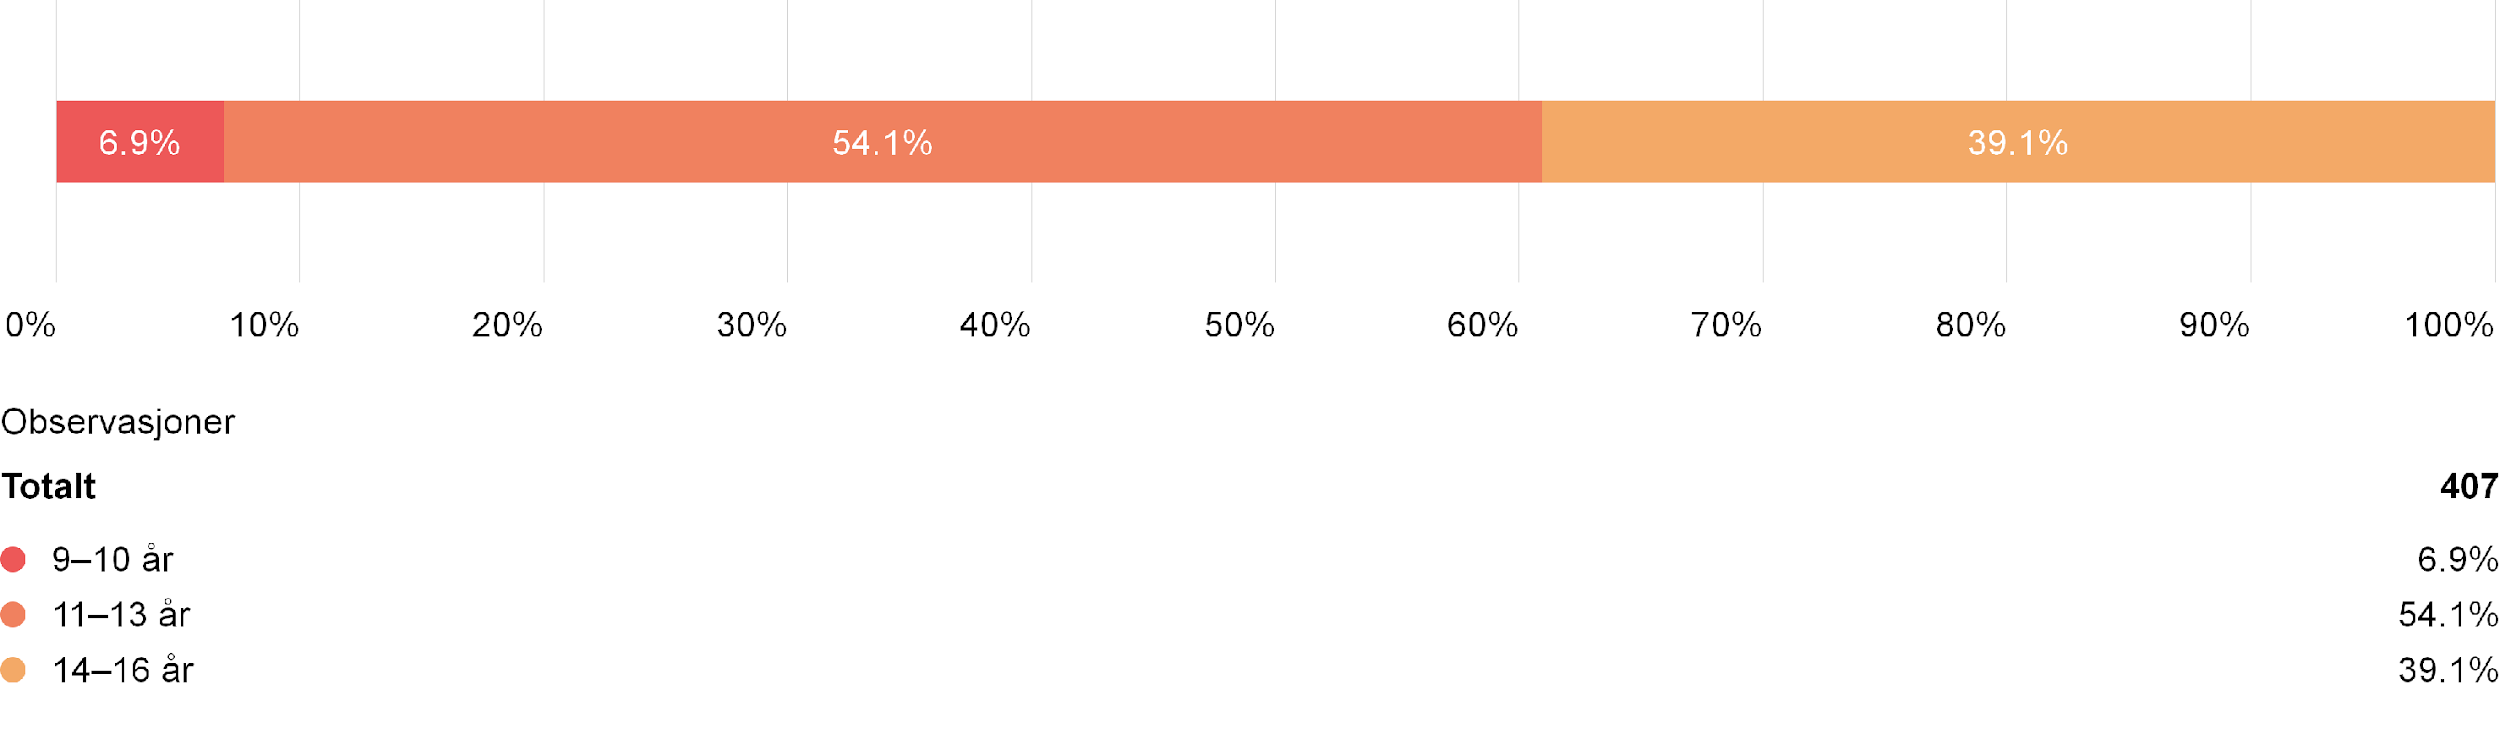 6.9% 54.1% 39.1%
0% 10% 20% 30% 40% 50% 60% 70% 80% 90% 100%
Observasjoner
Totalt 407
9–10 år 6.9%
11–13 år 54.1%
14–16 år 39.1%